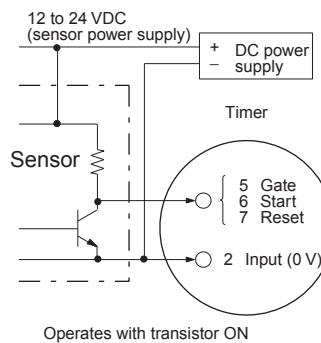 12 to 24 VDC
(sensor power supply)
+ DC power
− supply
Timer
Sensor
5 Gate
6 Start
7 Reset
2 Input (0 V)
Operates with transistor ON